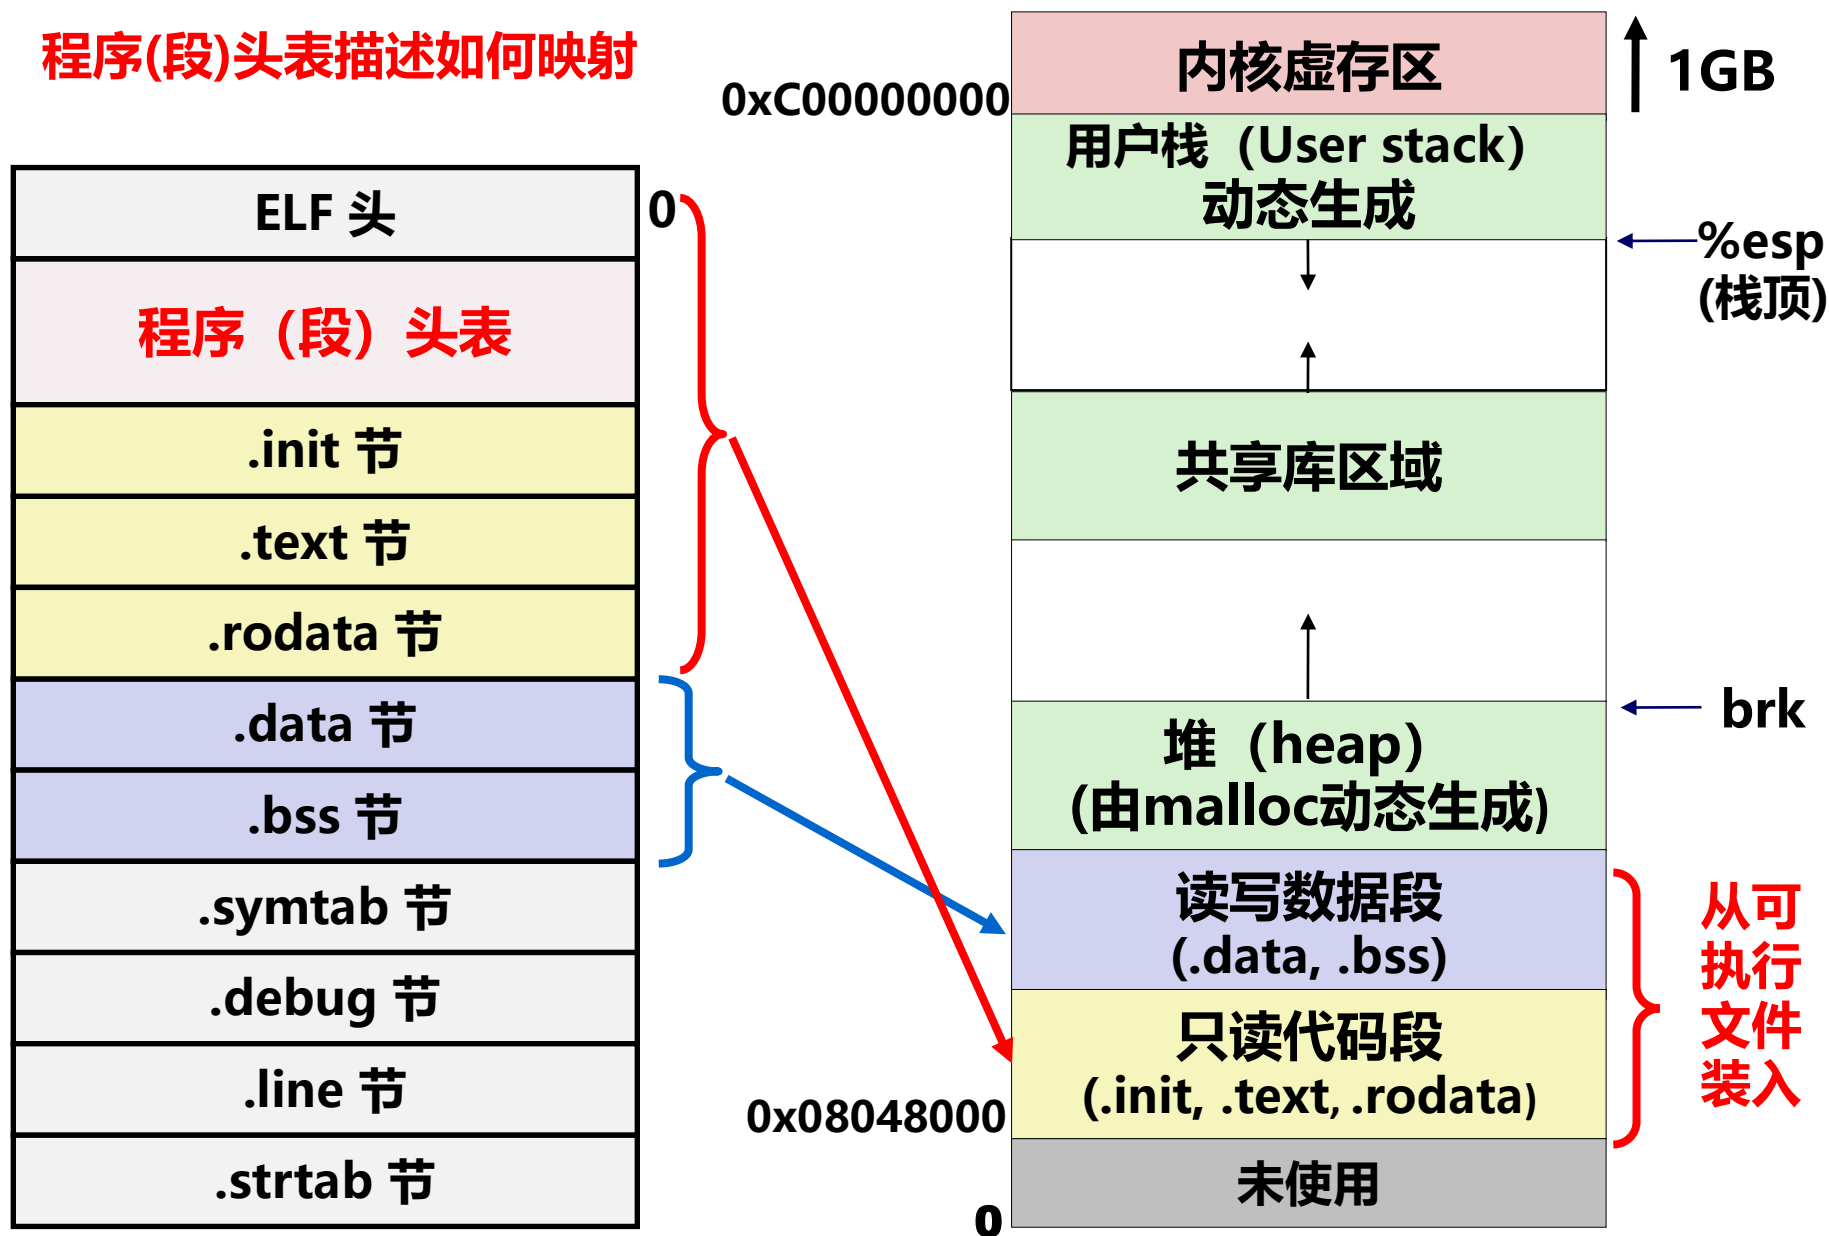 程序(段)头表描述如何映射
ELF 头
0
程序（段）头表
.init 节
.text 节
.rodata 节
.data 节
.bss 节
.symtab 节
.debug 节
.line 节
.strtab 节
0xC00000000
内核虚存区
1GB
用户栈（User stack）
动态生成
%esp
(栈顶)
共享库区域
brk
堆（heap）
(由malloc动态生成)
读写数据段
(.data, .bss)
只读代码段
(.init, .text, .rodata)
0x08048000
未使用
0
从可
执行
文件
装入